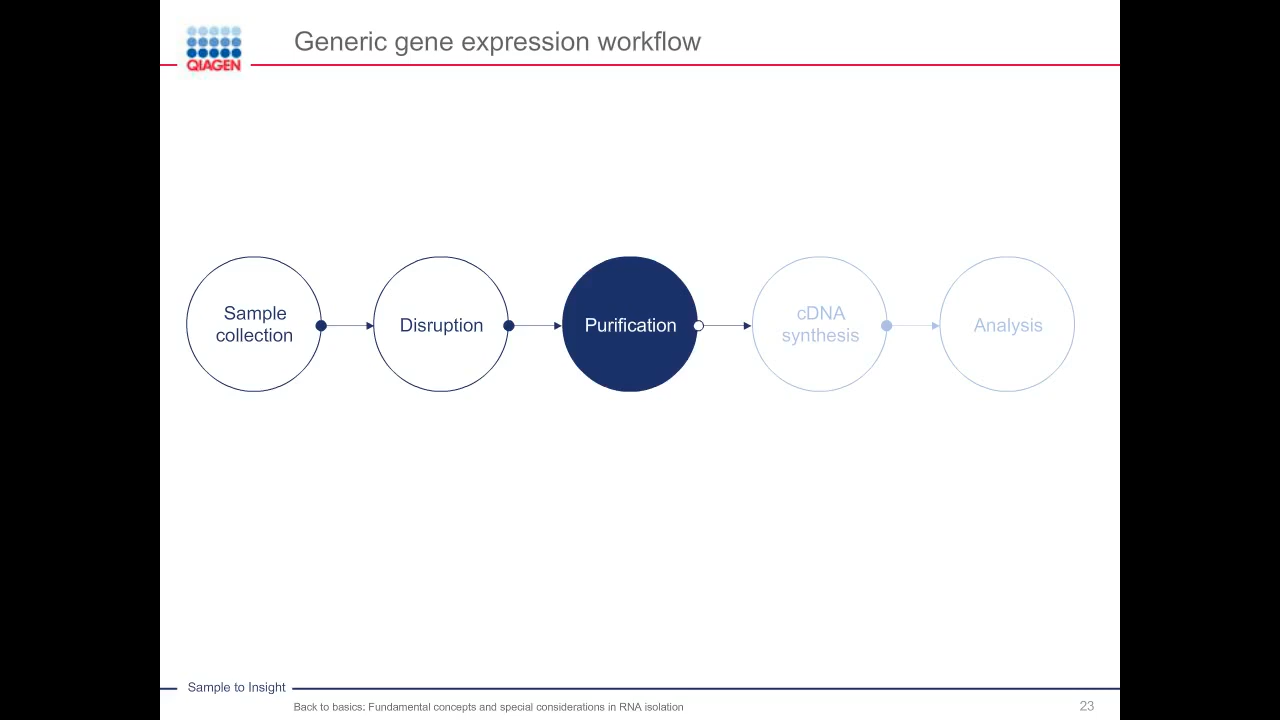 QIAGEN
Generic gene expression workflow
Sample
collection
Disruption
Purification
cDNA
synthesis
Analysis
Sample to Insight
Back to basics: Fundamental concepts and special considerations in RNA isolation
23